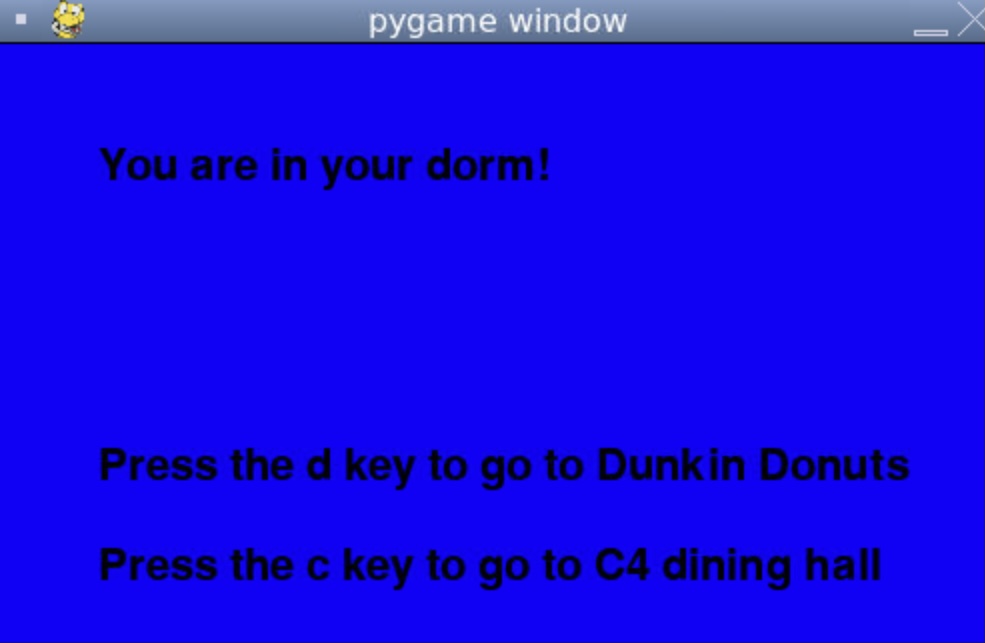 pygame window
You are in your dorm!
Press the d key to go to Dunkin Donuts
Press the c key to go to C4 dining hall